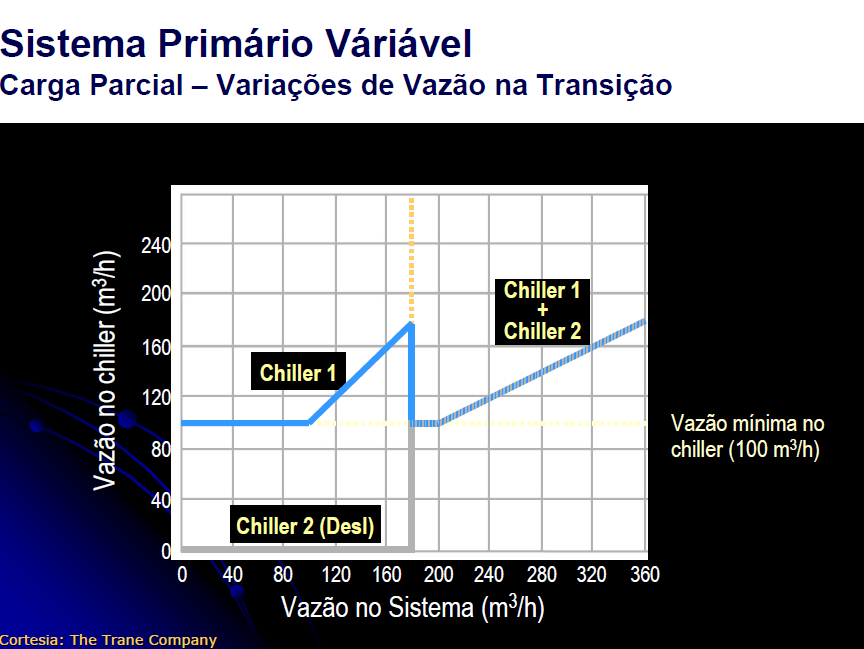 Sistema Primário Váriável
Carga Parcial – Variações de Vazão na Transição
Vazão no chiller (m³/h)
240
200
160
120
80
40
0
Chiller 1
Chiller 2 (Desl)
Chiller 1
+
Chiller 2
Vazão mínima no
chiller (100 m³/h)
0 40 80 120 160 200 240 280 320 360
Vazão no Sistema (m³/h)
Cortesia: The Trane Company